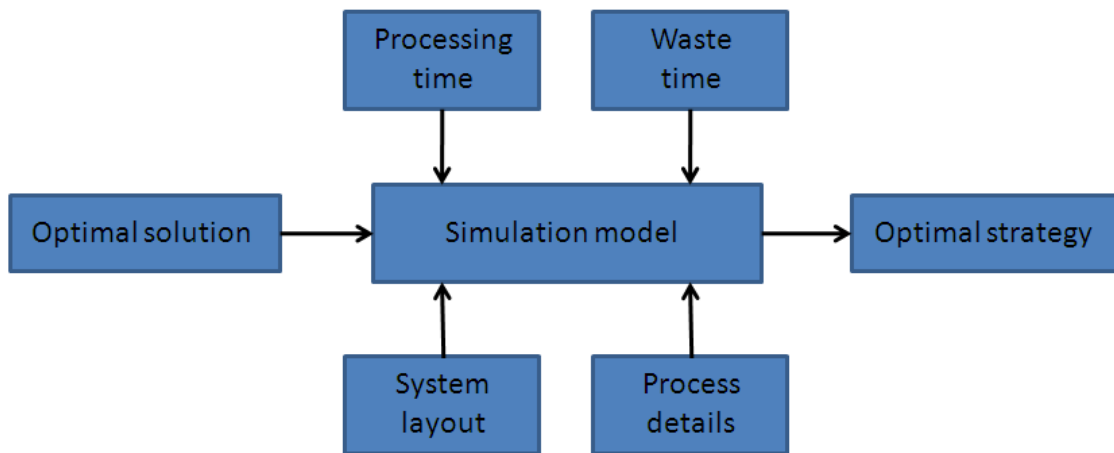 Processing
time
Waste
time
Optimal solution
Simulation model
Optimal strategy
System
layout
Process
details